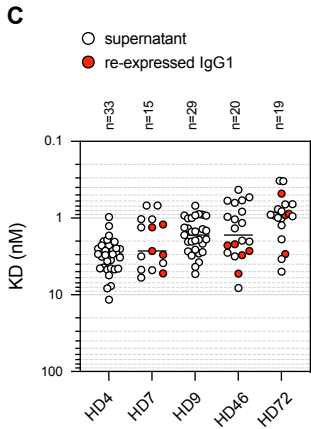 C
supernatant
re-expressed IgG1
n=33
n=15
n=29
n=20
n=19
0.1
1
10
100
KD (nM)
HD4
HD7
HD9
HD46
HD72